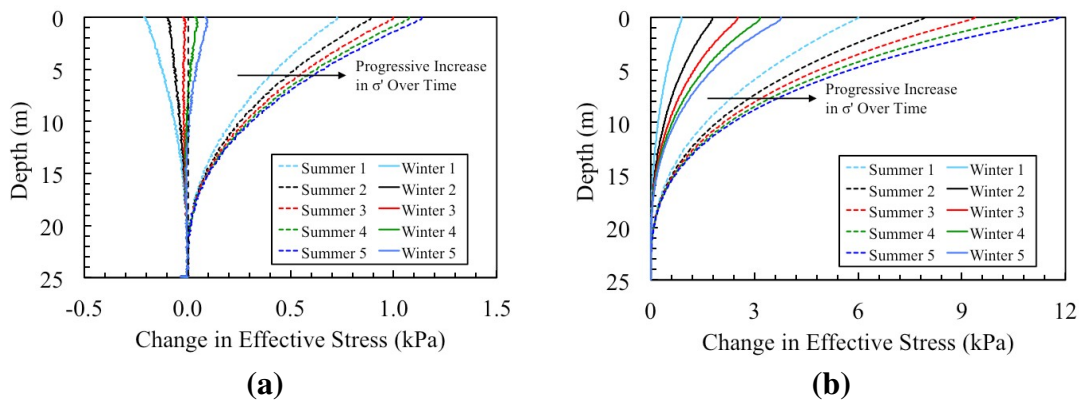 0
5
10
15
20
25
Depth (m)
Progressive Increase
in σ' Over Time
Summer 1 Winter 1
Summer 2 Winter 2
Summer 3 Winter 3
Summer 4 Winter 4
Summer 5 Winter 5
-0.5 0.0 0.5 1.0 1.5
Change in Effective Stress (kPa)
(a)
0
5
10
15
20
25
Depth (m)
Progressive Increase
in σ' Over Time
Summer 1 Winter 1
Summer 2 Winter 2
Summer 3 Winter 3
Summer 4 Winter 4
Summer 5 Winter 5
0 3 6 9 12
Change in Effective Stress (kPa)
(b)